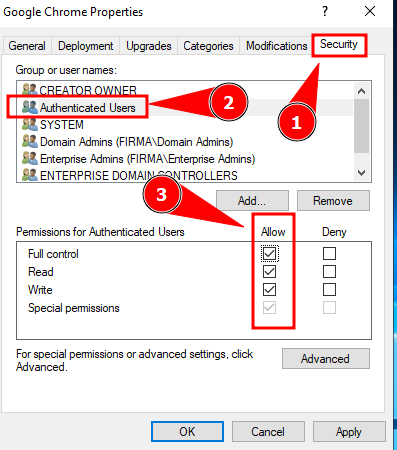 Google Chrome Properties
General Deployment Upgrades Categories Modifications Security
Group or user names:
CREATOR OWNER
Authenticated Users
SYSTEM
Domain Admins (FIRMA\Domain Admins)
Enterprise Admins (FIRMA\Enterprise Admins)
ENTERPRISE DOMAIN CONTROLLERS
1
2
3
Add... Remove
Permissions for Authenticated Users Allow Deny
Full control
Read
Write
Special permissions
For special permissions or advanced settings, click
Advanced.
Advanced
OK Cancel Apply